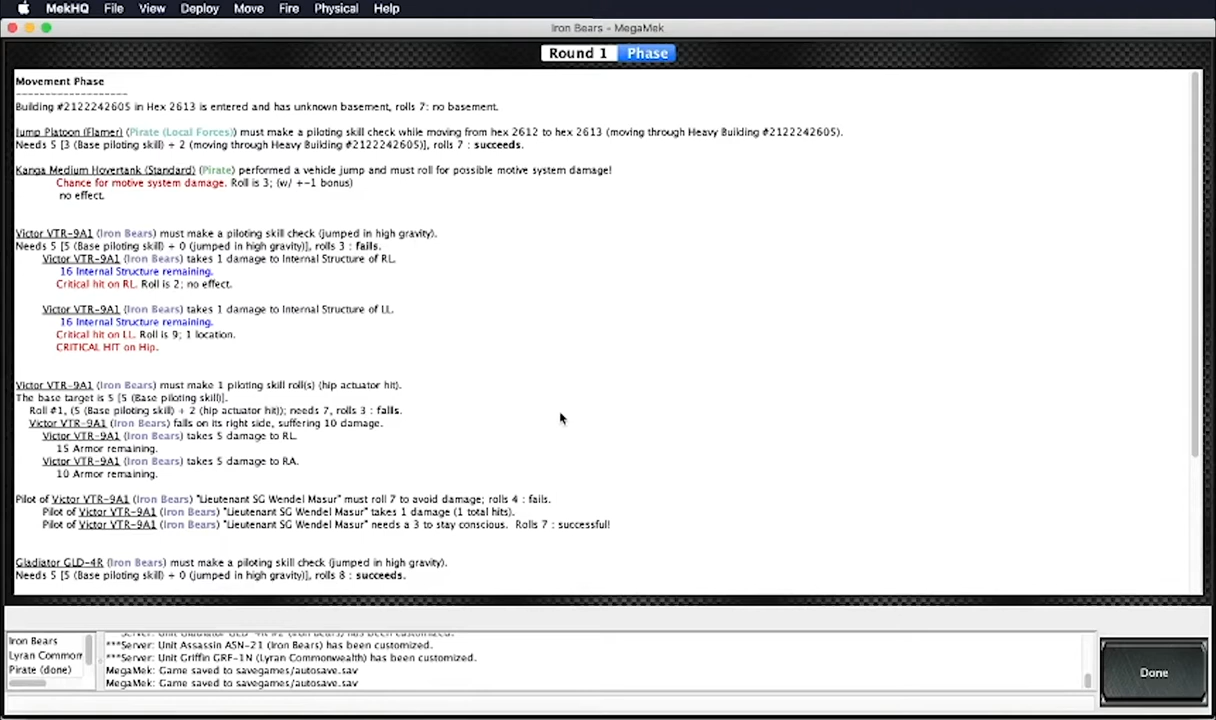 MekHQ File View Deploy Move Fire Physical Help
Iron Bears - MegaMek
Round 1 Phase
Movement Phase
--------------------
Building #2122242605 in Hex 2613 is entered and has unknown basement, rolls 7: no basement.
Jump Platoon (Flamer) (Pirate (Local Forces)) must make a piloting skill check while moving from hex 2612 to hex 2613 (moving through Heavy Building #2122242605).
Needs 5 [3 (Base piloting skill) + 2 (moving through Heavy Building #2122242605)], rolls 7 : succeeds.
Kanga Medium Hovertank (Standard) (Pirate) performed a vehicle jump and must roll for possible motive system damage!
Chance for motive system damage. Roll is 3; (w/ +-1 bonus)
no effect.
Victor VTR-9A1 (Iron Bears) must make a piloting skill check (jumped in high gravity).
Needs 5 [5 (Base piloting skill) + 0 (jumped in high gravity)], rolls 3 : fails.
Victor VTR-9A1 (Iron Bears) takes 1 damage to Internal Structure of RL.
16 Internal Structure remaining.
Critical hit on RL. Roll is 2; no effect.
Victor VTR-9A1 (Iron Bears) takes 1 damage to Internal Structure of LL.
16 Internal Structure remaining.
Critical hit on LL. Roll is 9; 1 location.
CRITICAL HIT on Hip.
Victor VTR-9A1 (Iron Bears) must make 1 piloting skill roll(s) (hip actuator hit).
The base target is 5 [5 (Base piloting skill)].
Roll #1, (5 (Base piloting skill) + 2 (hip actuator hit)); needs 7, rolls 3 : falls.
Victor VTR-9A1 (Iron Bears) falls on its right side, suffering 10 damage.
Victor VTR-9A1 (Iron Bears) takes 5 damage to RL.
15 Armor remaining.
Victor VTR-9A1 (Iron Bears) takes 5 damage to RA.
10 Armor remaining.
Pilot of Victor VTR-9A1 (Iron Bears) "Lieutenant SG Wendel Masur" must roll 7 to avoid damage; rolls 4 : fails.
Pilot of Victor VTR-9A1 (Iron Bears) "Lieutenant SG Wendel Masur" takes 1 damage (1 total hits).
Pilot of Victor VTR-9A1 (Iron Bears) "Lieutenant SG Wendel Masur" needs a 3 to stay conscious. Rolls 7 : successful!
Gladiator GLD-4R (Iron Bears) must make a piloting skill check (jumped in high gravity).
Needs 5 [5 (Base piloting skill) + 0 (jumped in high gravity)], rolls 8 : succeeds.
Iron Bears
Lyran Common
Pirate (done)
***Server: Unit Assassin ASN-21 (Iron Bears) has been customized.
***Server: Unit Griffin GRF-1N (Lyran Commonwealth) has been customized.
MegaMek: Game saved to savegames/autosave.sav
MegaMek: Game saved to savegames/autosave.sav
Done